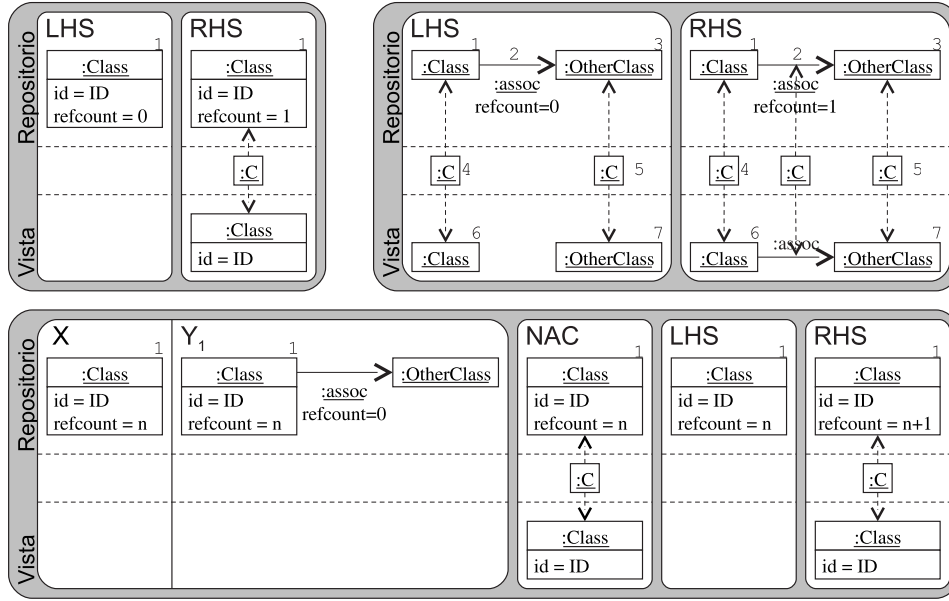 Repositorio
Vista
LHS
1
:Class
id = ID
refcount = 0
RHS
1
:Class
id = ID
refcount = 1
:C
:Class
id = ID
Repositorio
Vista
LHS
1
:Class
2
:assoc
refcount=0
3
:OtherClass
:C
4
:C
5
6
:Class
7
:OtherClass
RHS
1
:Class
2
:assoc
refcount=1
3
:OtherClass
:C
4
:C
:C
5
6
:Class
:assoc
7
:OtherClass
Repositorio
Vista
X
1
:Class
id = ID
refcount = n
Y1
1
:Class
id = ID
refcount = n
:assoc
refcount=0
:OtherClass
NAC
1
:Class
id = ID
refcount = n
:C
:Class
id = ID
LHS
1
:Class
id = ID
refcount = n
RHS
1
:Class
id = ID
refcount = n+1
:C
:Class
id = ID